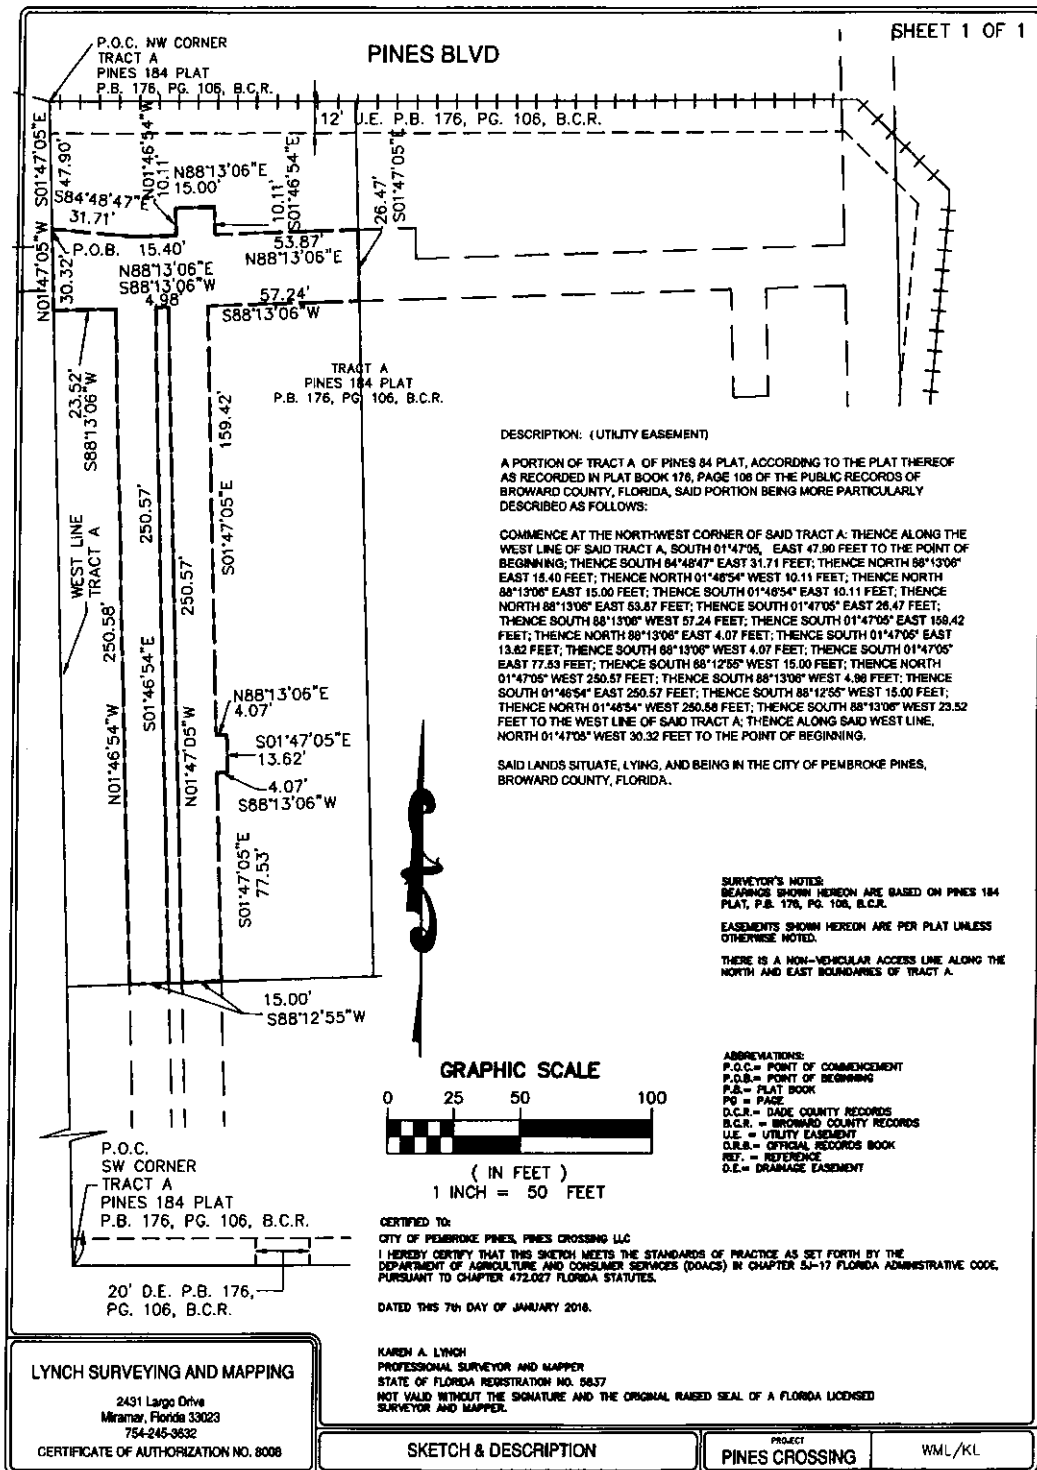 SHEET 1 OF 1
PINES BLVD
P.O.C. NW CORNER
TRACT A
PINES 184 PLAT
P.B. 176, PG. 106, B.C.R.
12' U.E. P.B. 176, PG. 106, B.C.R.
S01°47'05"E
47.90'
N01°46'54"W
10.11'
N88°13'06"E
15.00'
10.11'
S01°46'54"E
26.47'
S01°47'05"E
S84°48'47"E
31.71'
P.O.B.
15.40'
N88°13'06"E
53.87'
N88°13'06"E
N01°47'05"W
30.32'
S88°13'06"W
4.98'
57.24'
S88°13'06"W
TRACT A
PINES 184 PLAT
P.B. 176, PG. 106, B.C.R.
23.52'
S88°13'06"W
159.42'
S01°47'05"E
WEST LINE
TRACT A
250.57'
S01°46'54"E
250.57'
N01°47'05"W
250.58'
N01°46'54"W
N88°13'06"E
4.07'
S01°47'05"E
13.62'
4.07'
S88°13'06"W
S01°47'05"E
77.53'
15.00'
S88°12'55"W
DESCRIPTION: (UTILITY EASEMENT)
A PORTION OF TRACT A OF PINES 84 PLAT, ACCORDING TO THE PLAT THEREOF
AS RECORDED IN PLAT BOOK 176, PAGE 106 OF THE PUBLIC RECORDS OF
BROWARD COUNTY, FLORIDA, SAID PORTION BEING MORE PARTICULARLY
DESCRIBED AS FOLLOWS:
COMMENCE AT THE NORTHWEST CORNER OF SAID TRACT A: THENCE ALONG THE
WEST LINE OF SAID TRACT A, SOUTH 01°47'05, EAST 47.90 FEET TO THE POINT OF
BEGINNING; THENCE SOUTH 84°48'47" EAST 31.71 FEET; THENCE NORTH 88°13'06"
EAST 15.40 FEET; THENCE NORTH 01°46'54" WEST 10.11 FEET; THENCE NORTH
88°13'06" EAST 15.00 FEET; THENCE SOUTH 01°46'54" EAST 10.11 FEET; THENCE
NORTH 88°13'06" EAST 53.87 FEET; THENCE SOUTH 01°47'05" EAST 26.47 FEET;
THENCE SOUTH 88°13'06" WEST 57.24 FEET; THENCE SOUTH 01°47'05" EAST 159.42
FEET; THENCE NORTH 88°13'06" EAST 4.07 FEET; THENCE SOUTH 01°47'05" EAST
13.62 FEET; THENCE SOUTH 88°13'06" WEST 4.07 FEET; THENCE SOUTH 01°47'05"
EAST 77.53 FEET; THENCE SOUTH 88°12'55" WEST 15.00 FEET; THENCE NORTH
01°47'05" WEST 250.57 FEET; THENCE SOUTH 88°13'06" WEST 4.98 FEET; THENCE
SOUTH 01°46'54" EAST 250.57 FEET; THENCE SOUTH 88°12'55" WEST 15.00 FEET;
THENCE NORTH 01°46'54" WEST 250.58 FEET; THENCE SOUTH 88°13'06" WEST 23.52
FEET TO THE WEST LINE OF SAID TRACT A; THENCE ALONG SAID WEST LINE,
NORTH 01°47'05" WEST 30.32 FEET TO THE POINT OF BEGINNING.
SAID LANDS SITUATE, LYING, AND BEING IN THE CITY OF PEMBROKE PINES,
BROWARD COUNTY, FLORIDA.
SURVEYOR'S NOTES:
BEARINGS SHOWN HEREON ARE BASED ON PINES 184
PLAT, P.B. 176, PG. 106, B.C.R.
EASEMENTS SHOWN HEREON ARE PER PLAT UNLESS
OTHERWISE NOTED.
THERE IS A NON-VEHICULAR ACCESS LINE ALONG THE
NORTH AND EAST BOUNDARIES OF TRACT A.
ABBREVIATIONS:
P.O.C.= POINT OF COMMENCEMENT
P.O.B.= POINT OF BEGINNING
P.B.= PLAT BOOK
PG = PAGE
D.C.R.= DADE COUNTY RECORDS
B.C.R. = BROWARD COUNTY RECORDS
U.E. = UTILITY EASEMENT
O.R.B.= OFFICIAL RECORDS BOOK
REF. = REFERENCE
D.E.= DRAINAGE EASEMENT
GRAPHIC SCALE
0 25 50 100
( IN FEET )
1 INCH = 50 FEET
P.O.C.
SW CORNER
TRACT A
PINES 184 PLAT
P.B. 176, PG. 106, B.C.R.
20' D.E. P.B. 176,
PG. 106, B.C.R.
CERTIFIED TO:
CITY OF PEMBROKE PINES, PINES CROSSING LLC
I HEREBY CERTIFY THAT THIS SKETCH MEETS THE STANDARDS OF PRACTICE AS SET FORTH BY THE
DEPARTMENT OF AGRICULTURE AND CONSUMER SERVICES (DOACS) IN CHAPTER 5J-17 FLORIDA ADMINISTRATIVE CODE,
PURSUANT TO CHAPTER 472.027 FLORIDA STATUTES.
DATED THIS 7th DAY OF JANUARY 2016.
KAREN A. LYNCH
PROFESSIONAL SURVEYOR AND MAPPER
STATE OF FLORIDA REGISTRATION NO. 5837
NOT VALID WITHOUT THE SIGNATURE AND THE ORIGINAL RAISED SEAL OF A FLORIDA LICENSED
SURVEYOR AND MAPPER.
LYNCH SURVEYING AND MAPPING
2431 Largo Drive
Miramar, Florida 33023
754-245-3632
CERTIFICATE OF AUTHORIZATION NO. 8008
SKETCH & DESCRIPTION
PROJECT
PINES CROSSING
WML/KL